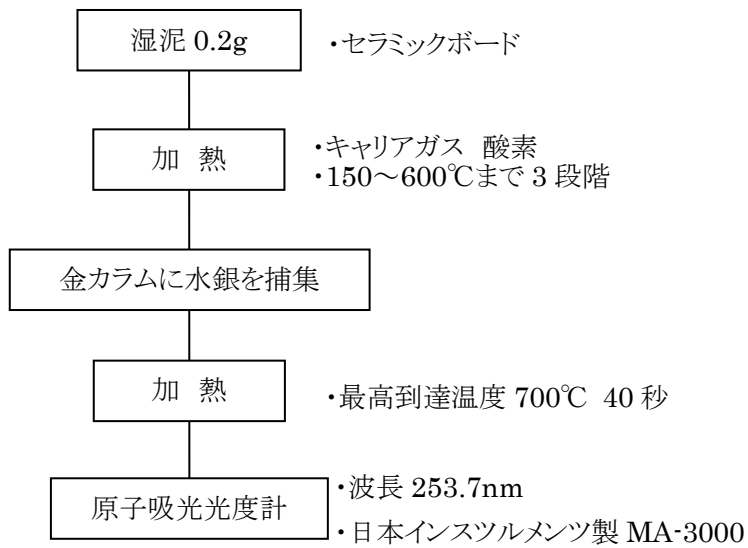 湿泥 0.2g
・セラミックボード
加 熱
・キャリアガス 酸素
・150～600℃まで 3 段階
金カラムに水銀を捕集
加 熱
・最高到達温度 700℃ 40 秒
原子吸光光度計
・波長 253.7nm
・日本インスツルメンツ製 MA-3000